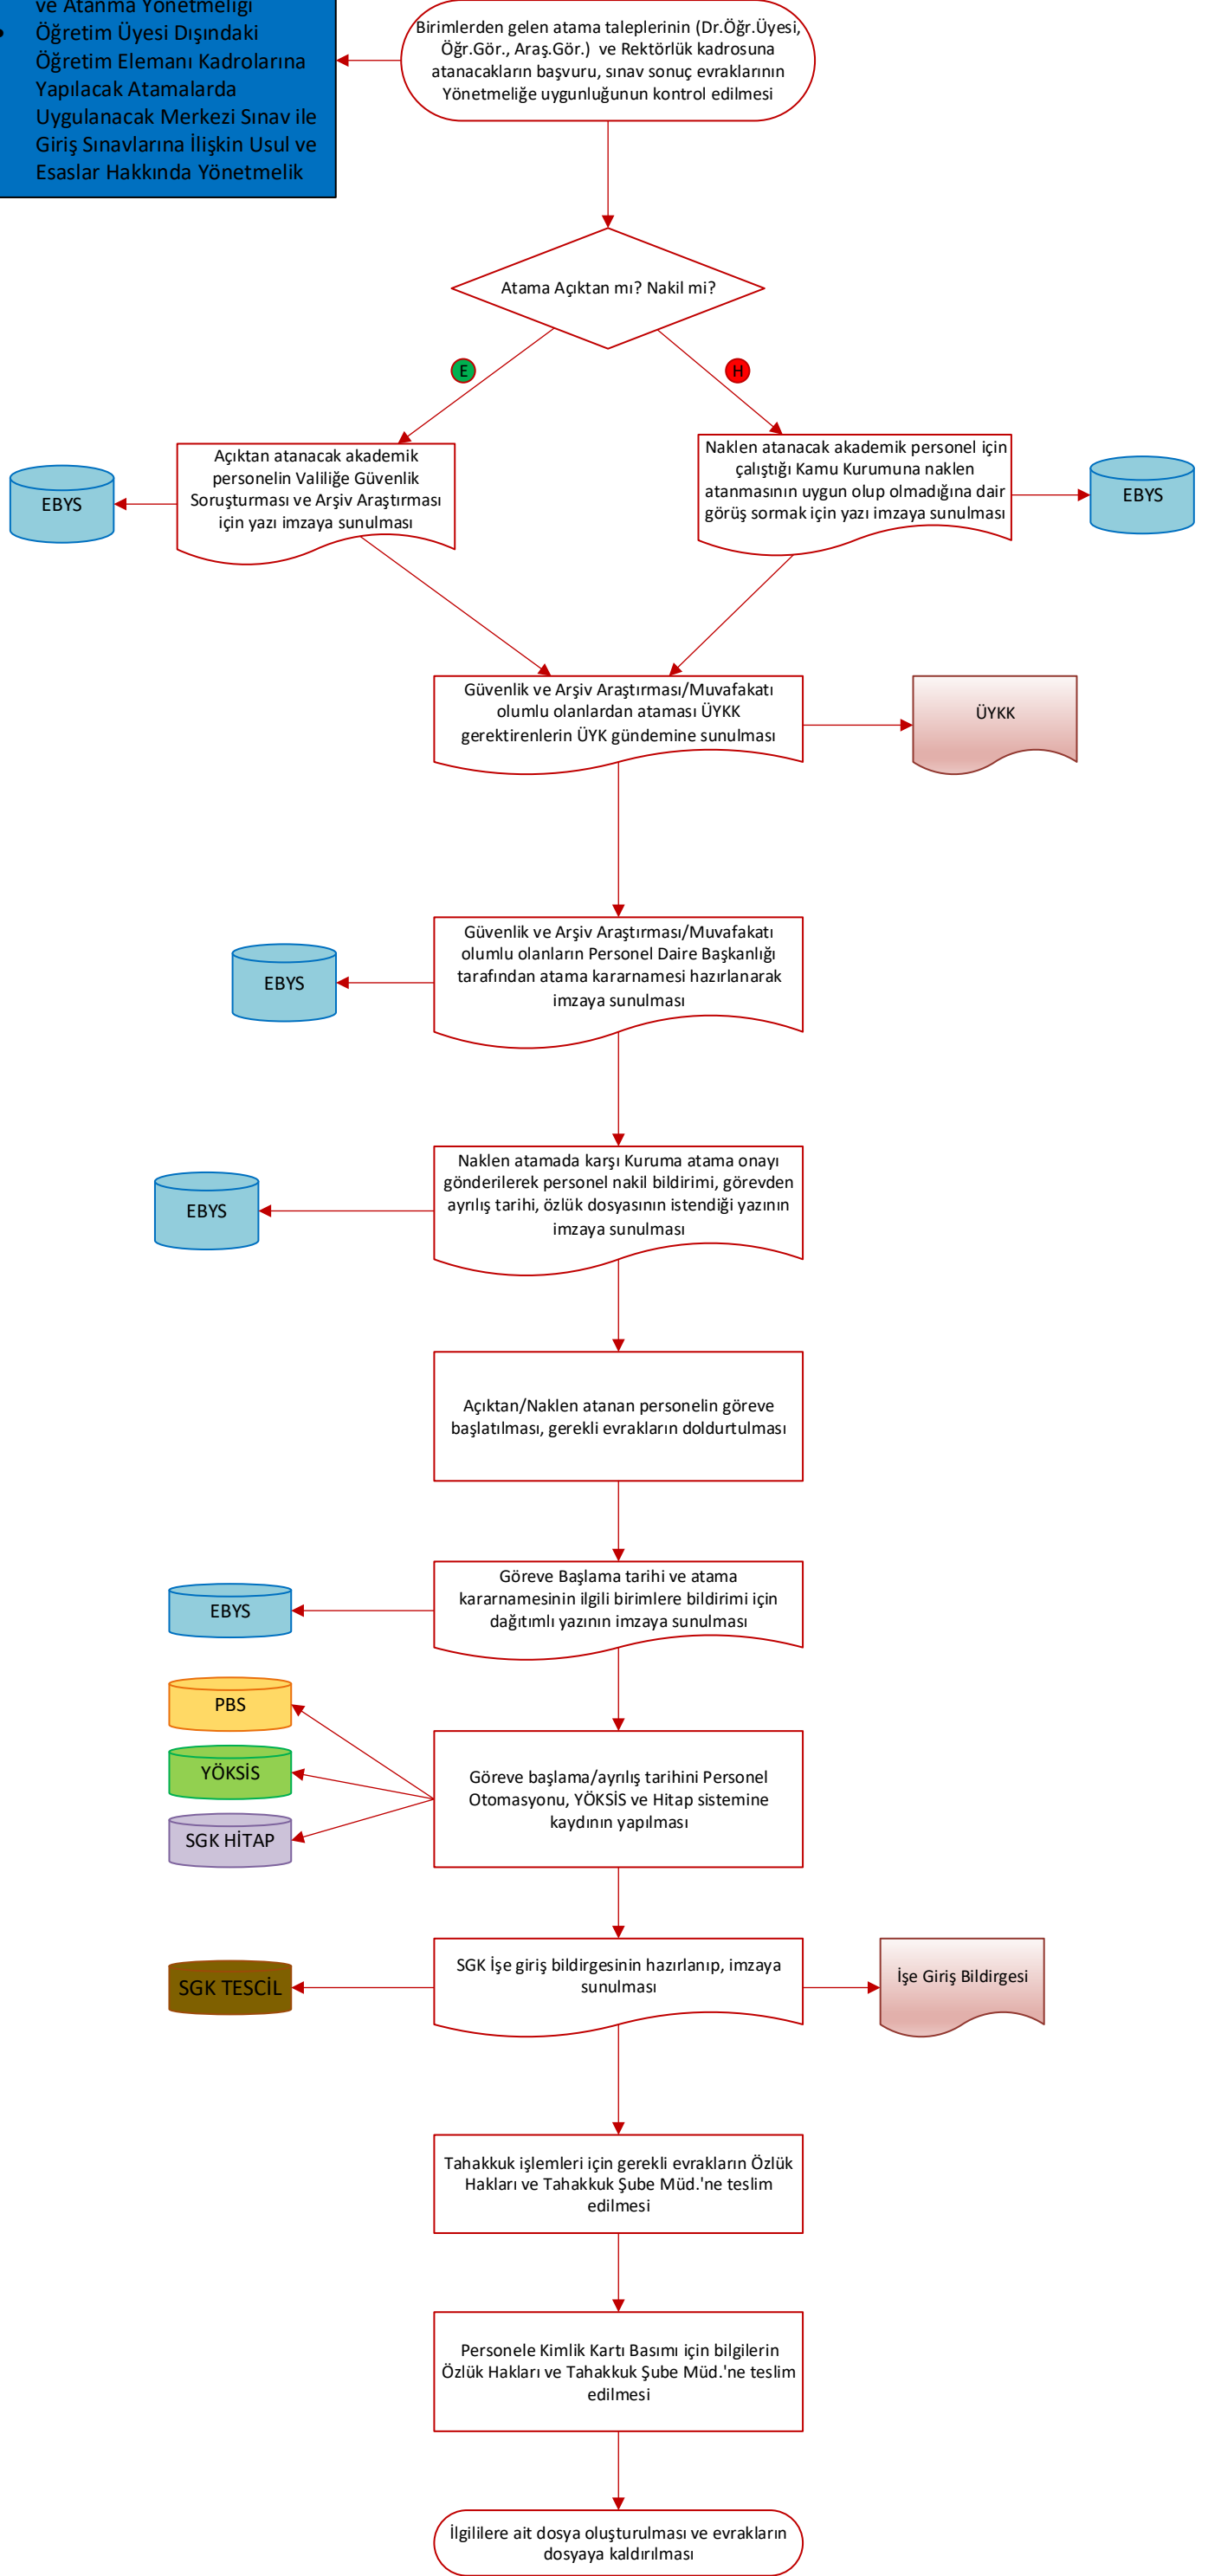 ve Atanma Yönetmeliği
• Öğretim Üyesi Dışındaki
Öğretim Elemanı Kadrolarına
Yapılacak Atamalarda
Uygulanacak Merkezi Sınav ile
Giriş Sınavlarına İlişkin Usul ve
Esaslar Hakkında Yönetmelik
Birimlerden gelen atama taleplerinin (Dr.Öğr.Üyesi,
Öğr.Gör., Araş.Gör.) ve Rektörlük kadrosuna
atanacakların başvuru, sınav sonuç evraklarının
Yönetmeliğe uygunluğunun kontrol edilmesi
Atama Açıktan mı? Nakil mi?
E
H
EBYS
Açıktan atanacak akademik
personelin Valiliğe Güvenlik
Soruşturması ve Arşiv Araştırması
için yazı imzaya sunulması
Naklen atanacak akademik personel için
çalıştığı Kamu Kurumuna naklen
atanmasının uygun olup olmadığına dair
görüş sormak için yazı imzaya sunulması
EBYS
Güvenlik ve Arşiv Araştırması/Muvafakatı
olumlu olanlardan ataması ÜYKK
gerektirenlerin ÜYK gündemine sunulması
ÜYKK
EBYS
Güvenlik ve Arşiv Araştırması/Muvafakatı
olumlu olanların Personel Daire Başkanlığı
tarafından atama kararnamesi hazırlanarak
imzaya sunulması
EBYS
Naklen atamada karşı Kuruma atama onayı
gönderilerek personel nakil bildirimi, görevden
ayrılış tarihi, özlük dosyasının istendiği yazının
imzaya sunulması
Açıktan/Naklen atanan personelin göreve
başlatılması, gerekli evrakların doldurtulması
EBYS
Göreve Başlama tarihi ve atama
kararnamesinin ilgili birimlere bildirimi için
dağıtımlı yazının imzaya sunulması
PBS
YÖKSİS
SGK HİTAP
Göreve başlama/ayrılış tarihini Personel
Otomasyonu, YÖKSİS ve Hitap sistemine
kaydının yapılması
SGK TESCİL
SGK İşe giriş bildirgesinin hazırlanıp, imzaya
sunulması
İşe Giriş Bildirgesi
Tahakkuk işlemleri için gerekli evrakların Özlük
Hakları ve Tahakkuk Şube Müd.'ne teslim
edilmesi
Personele Kimlik Kartı Basımı için bilgilerin
Özlük Hakları ve Tahakkuk Şube Müd.'ne teslim
edilmesi
İlgililere ait dosya oluşturulması ve evrakların
dosyaya kaldırılması